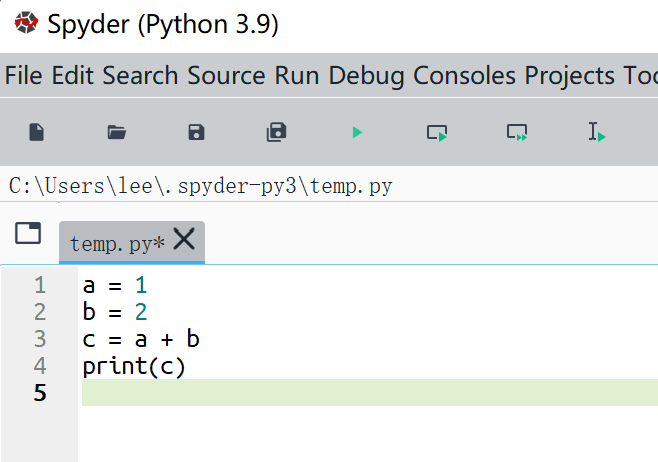 Spyder (Python 3.9)
File Edit Search Source Run Debug Consoles Projects
C:\Users\lee\.spyder-py3\temp.py
temp.py*
1 a = 1
2 b = 2
3 c = a + b
4 print(c)
5